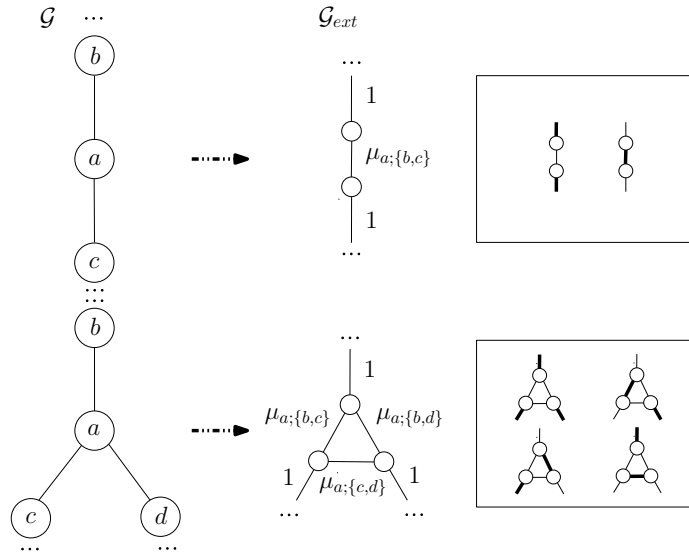 𝒢 ...
𝒢_ext
b
...
1
a
μ_{a;{b,c}}
1
c
...
...
...
b
...
1
μ_{a;{b,c}} μ_{a;{b,d}}
a
1 μ_{a;{c,d}} 1
c d
... ...
... ...